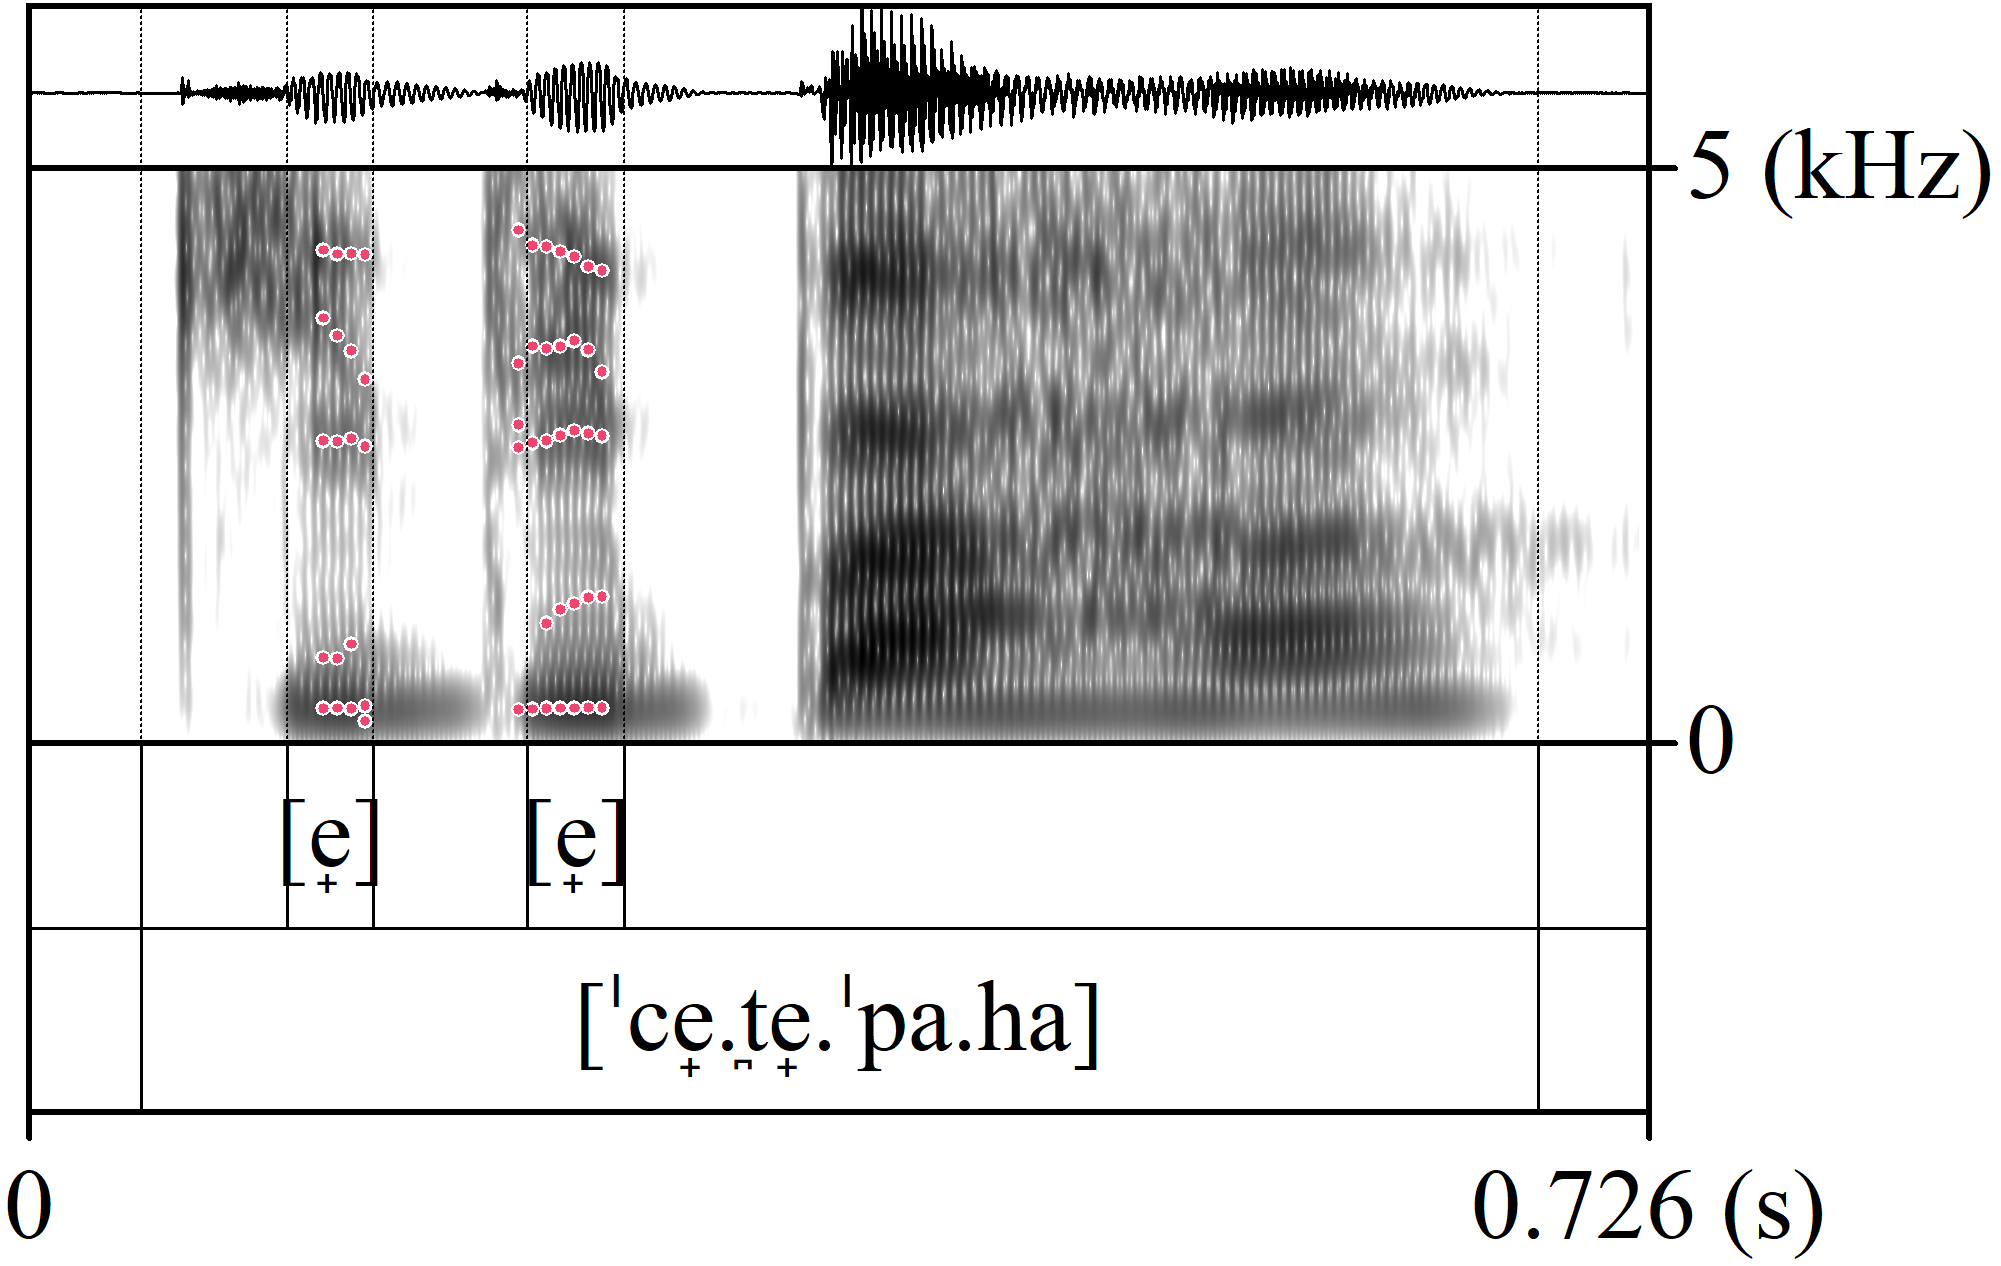 5 (kHz)
0
[e̟] [e̟]
[ˈce̟.t̪e̟.ˈpa.ha]
0 0.726 (s)